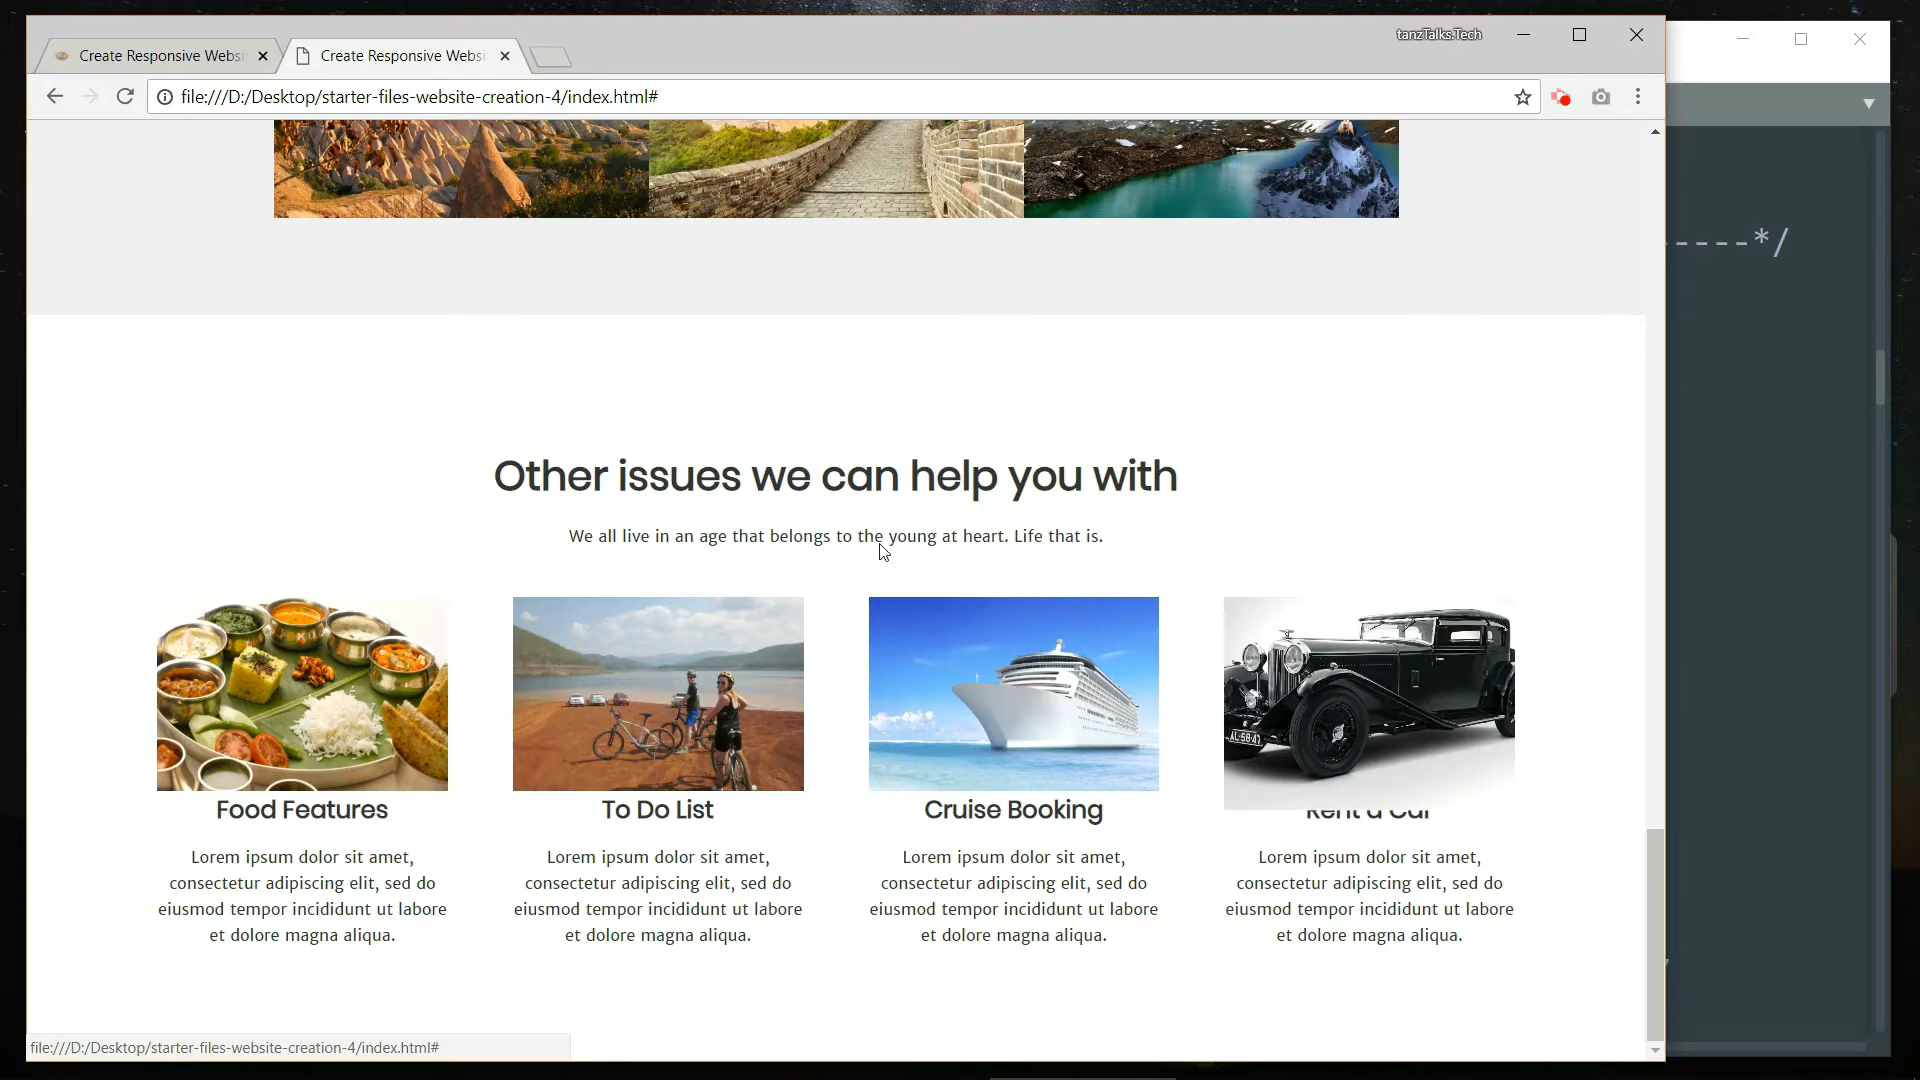 tanzTalks.Tech
Create Responsive Websi
Create Responsive Websi
file:///D:/Desktop/starter-files-website-creation-4/index.html#
-----*/
Other issues we can help you with
We all live in an age that belongs to the young at heart. Life that is.
AL·5847
Food Features
To Do List
Cruise Booking
Rent a Car
Lorem ipsum dolor sit amet,
consectetur adipiscing elit, sed do
eiusmod tempor incididunt ut labore
et dolore magna aliqua.
Lorem ipsum dolor sit amet,
consectetur adipiscing elit, sed do
eiusmod tempor incididunt ut labore
et dolore magna aliqua.
Lorem ipsum dolor sit amet,
consectetur adipiscing elit, sed do
eiusmod tempor incididunt ut labore
et dolore magna aliqua.
Lorem ipsum dolor sit amet,
consectetur adipiscing elit, sed do
eiusmod tempor incididunt ut labore
et dolore magna aliqua.
file:///D:/Desktop/starter-files-website-creation-4/index.html#